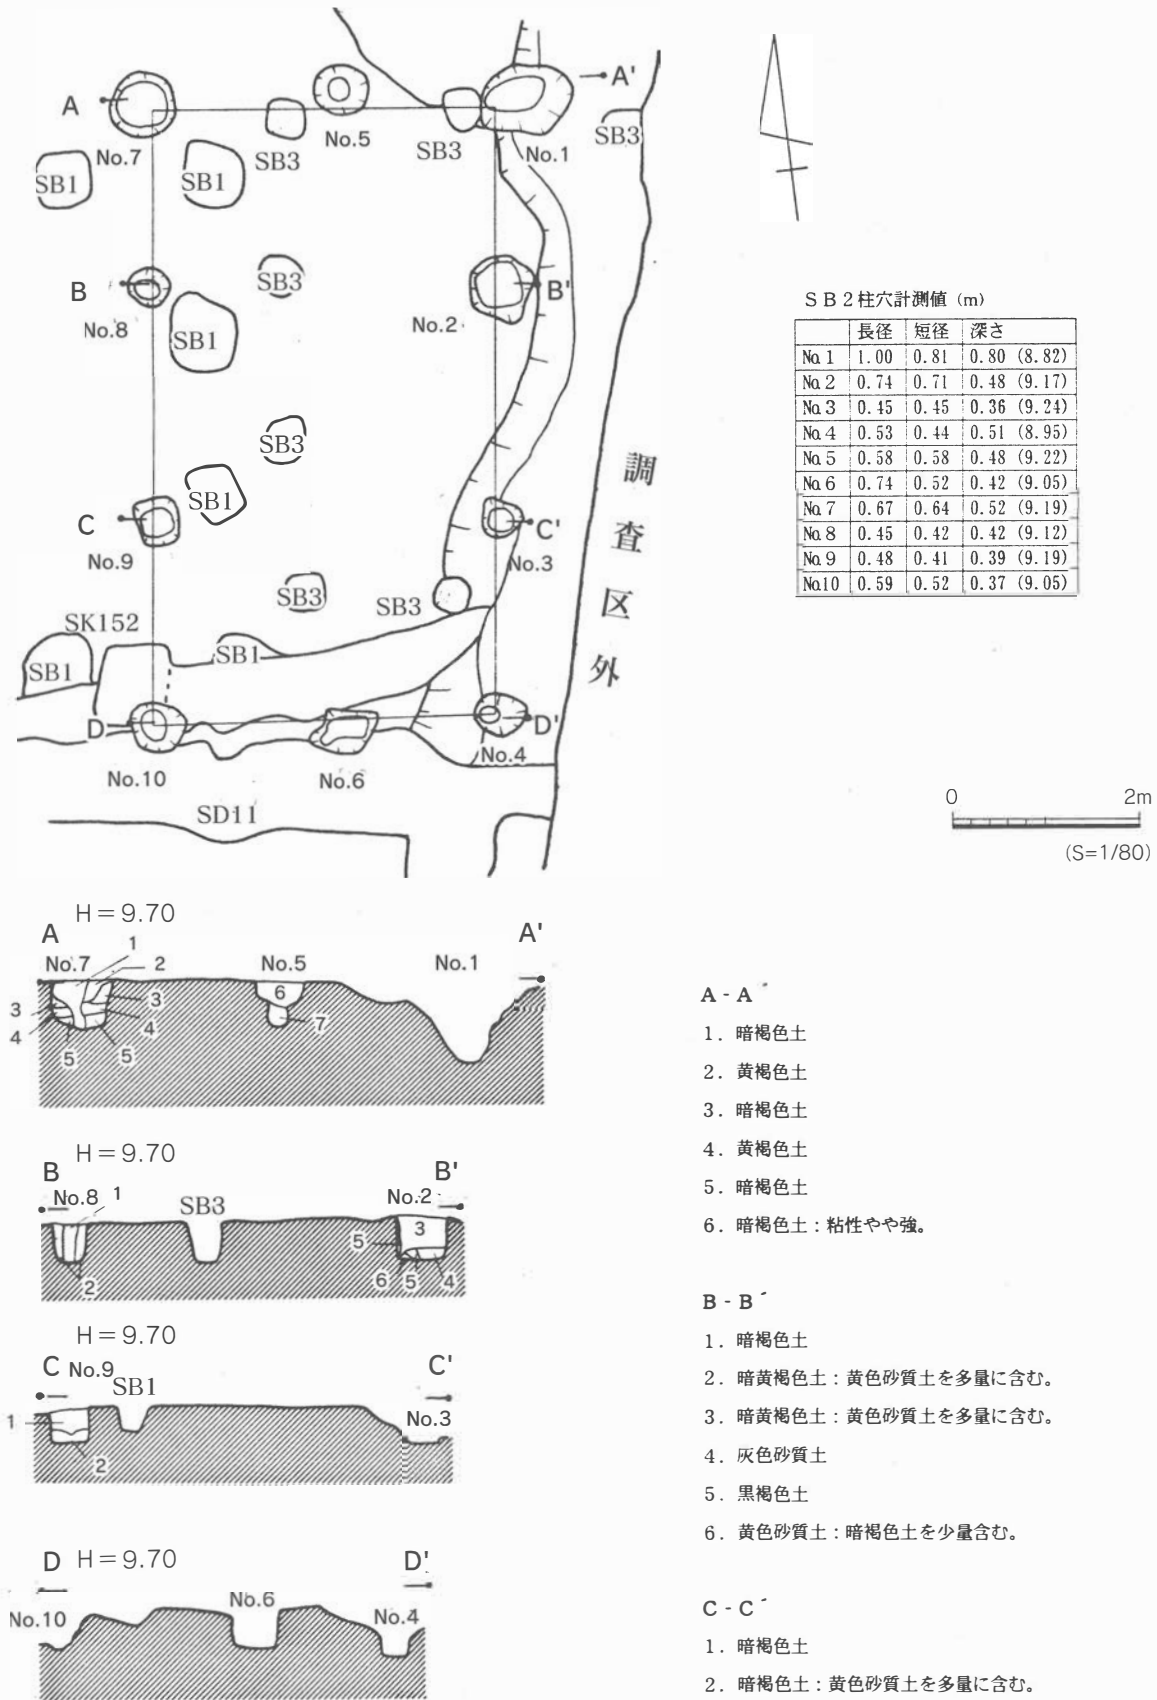 A
A'
No.7
No.5
SB3
SB3
No.1
SB3
SB1
SB1
B
SB3
B'
No.8
No.2
SB1
SB3
SB1
C
C'
No.9
No.3
SB3
SB3
SK152
SB1
SB1
D
D'
No.4
No.10
No.6
SD11
調査区外
SB2柱穴計測値 (m)
長径 短径 深さ
No.1 1.00 0.81 0.80 (8.82)
No.2 0.74 0.71 0.48 (9.17)
No.3 0.45 0.45 0.36 (9.24)
No.4 0.53 0.44 0.51 (8.95)
No.5 0.58 0.58 0.48 (9.22)
No.6 0.74 0.52 0.42 (9.05)
No.7 0.67 0.64 0.52 (9.19)
No.8 0.45 0.42 0.42 (9.12)
No.9 0.48 0.41 0.39 (9.19)
No.10 0.59 0.52 0.37 (9.05)
0 2m
(S=1/80)
H=9.70
A A'
No.7 1 2 No.5 No.1
3 4 5 3 4 5 6 7
H=9.70
B B'
No.8 1 SB3 No.2
2 5 3 6 5 4
H=9.70
C No.9 SB1 C'
No.3
1
2
D H=9.70 D'
No.10 No.6 No.4
A-A´
1. 暗褐色土
2. 黄褐色土
3. 暗褐色土
4. 黄褐色土
5. 暗褐色土
6. 暗褐色土：粘性やや強。
B-B´
1. 暗褐色土
2. 暗黄褐色土：黄色砂質土を多量に含む。
3. 暗黄褐色土：黄色砂質土を多量に含む。
4. 灰色砂質土
5. 黒褐色土
6. 黄色砂質土：暗褐色土を少量含む。
C-C´
1. 暗褐色土
2. 暗褐色土：黄色砂質土を多量に含む。